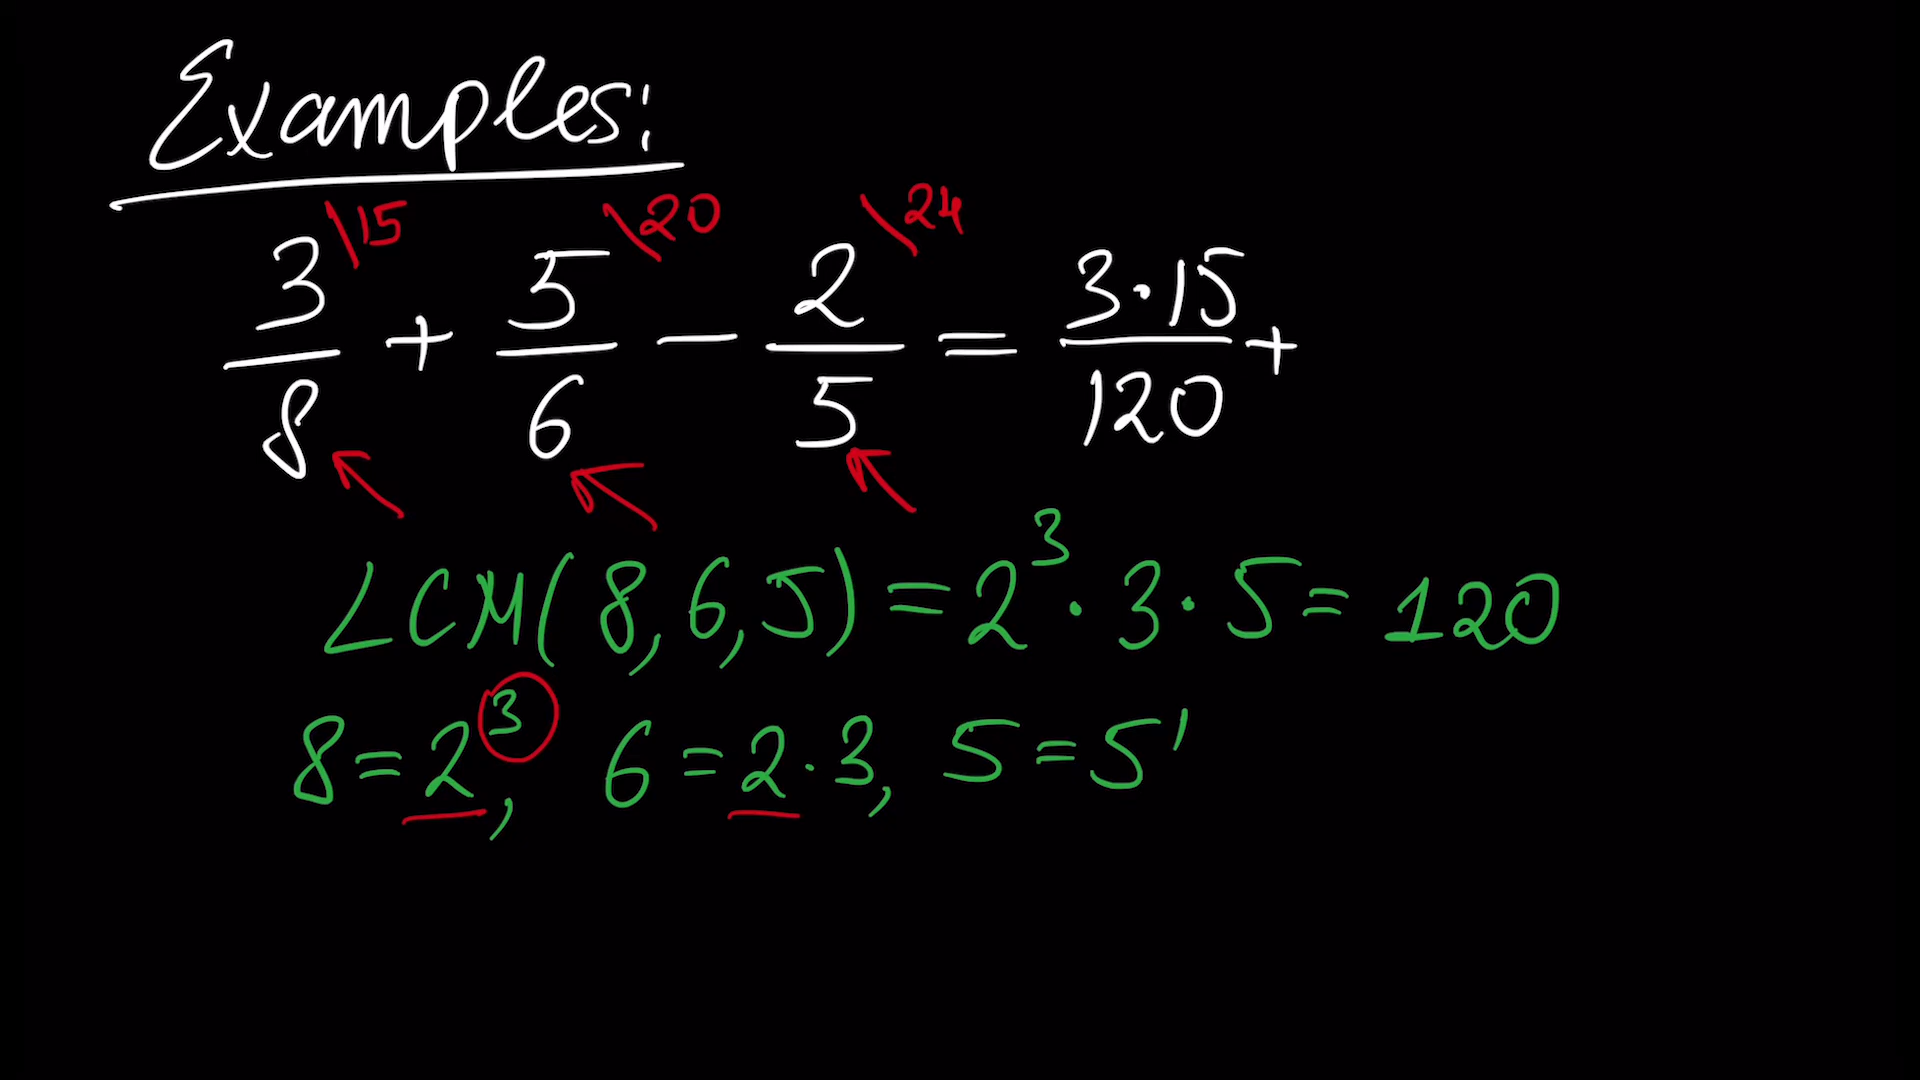 Examples:
\15 \20 \24
3/8 + 5/6 - 2/5 = 3·15/120 +
LCM(8,6,5) = 2³ · 3 · 5 = 120
8 = 2³, 6 = 2 · 3, 5 = 5¹